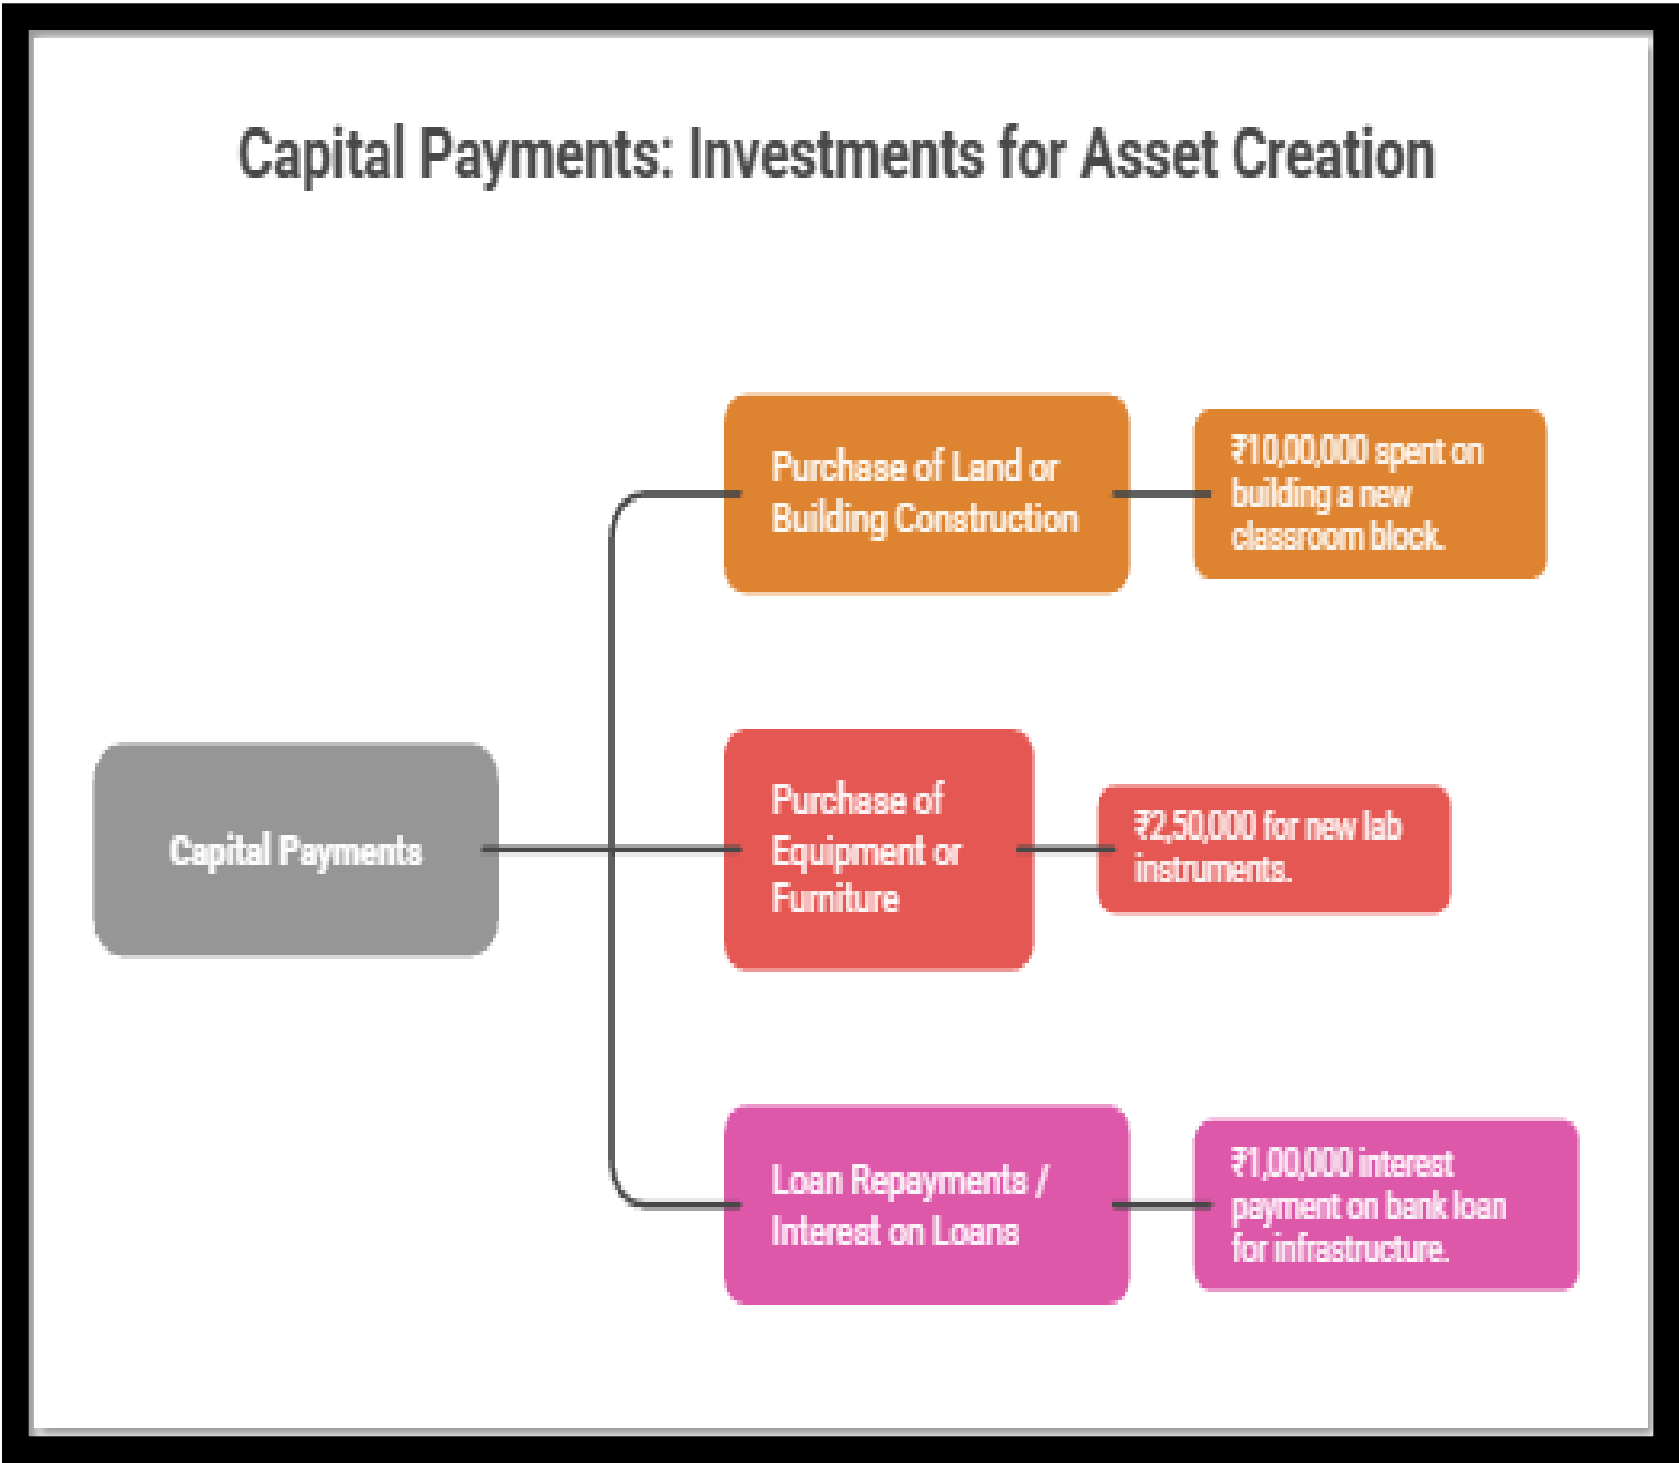 Capital Payments: Investments for Asset Creation
Purchase of Land or
Building Construction
₹10,00,000 spent on
building a new
classroom block.
Capital Payments
Purchase of
Equipment or
Furniture
₹2,50,000 for new lab
instruments.
Loan Repayments /
Interest on Loans
₹1,00,000 interest
payment on bank loan
for infrastructure.